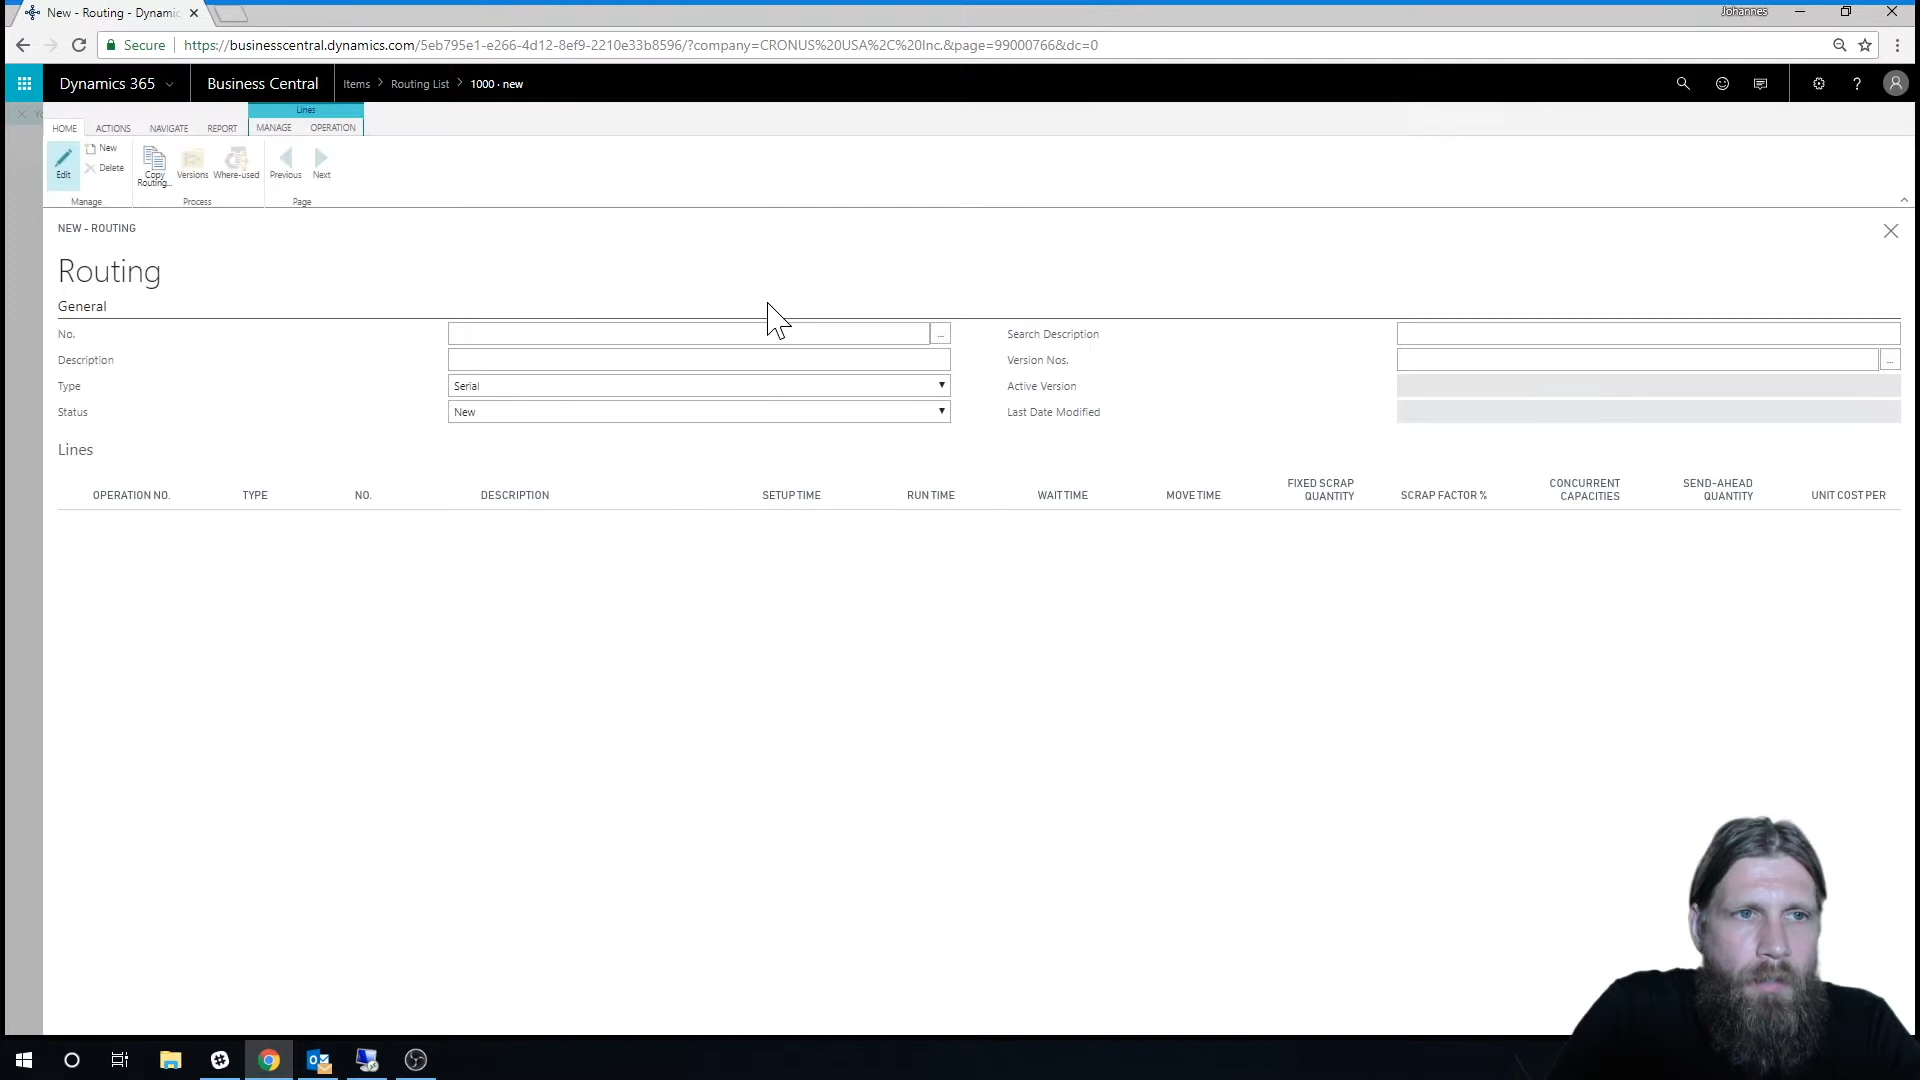 New - Routing - Dynamic
Johannes
Secure
https://businesscentral.dynamics.com/5eb795e1-e266-4d12-8ef9-2210e33b8596/?company=CRONUS%20USA%2C%20Inc.&page=99000766&dc=0
Dynamics 365
Business Central
Items > Routing List > 1000 · new
Lines
HOME ACTIONS NAVIGATE REPORT MANAGE OPERATION
Edit
New
Delete
Copy Routing...
Versions
Where-used
Previous
Next
Manage
Process
Page
NEW - ROUTING
Routing
General
No.
...
Search Description
Description
Version Nos.
...
Type
Serial
Active Version
Status
New
Last Date Modified
Lines
OPERATION NO. TYPE NO. DESCRIPTION SETUP TIME RUN TIME WAIT TIME MOVE TIME FIXED SCRAP QUANTITY SCRAP FACTOR % CONCURRENT CAPACITIES SEND-AHEAD QUANTITY UNIT COST PER